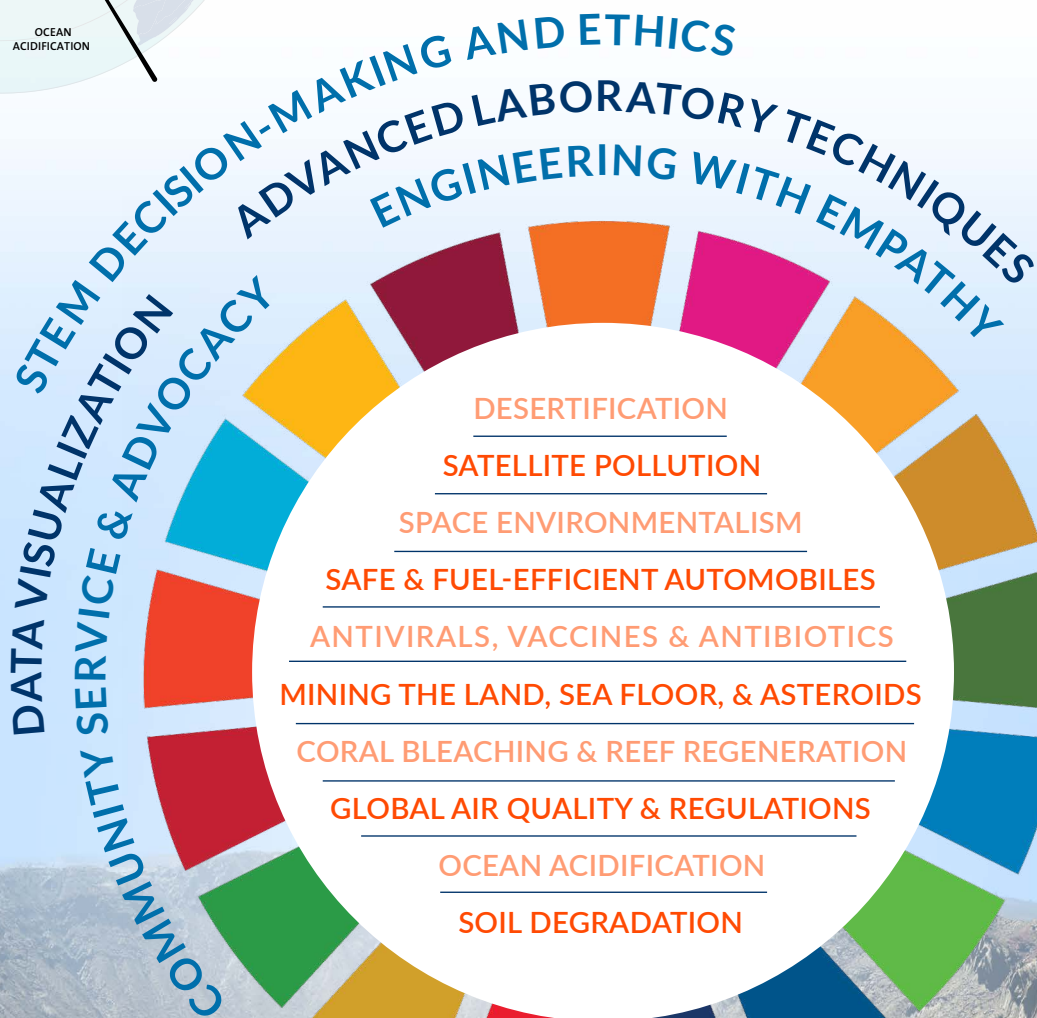 OCEAN
ACIDIFICATION
STEM DECISION-MAKING AND ETHICS
ADVANCED LABORATORY TECHNIQUES
ENGINEERING WITH EMPATHY
DATA VISUALIZATION
COMMUNITY SERVICE & ADVOCACY
DESERTIFICATION
SATELLITE POLLUTION
SPACE ENVIRONMENTALISM
SAFE & FUEL-EFFICIENT AUTOMOBILES
ANTIVIRALS, VACCINES & ANTIBIOTICS
MINING THE LAND, SEA FLOOR, & ASTEROIDS
CORAL BLEACHING & REEF REGENERATION
GLOBAL AIR QUALITY & REGULATIONS
OCEAN ACIDIFICATION
SOIL DEGRADATION